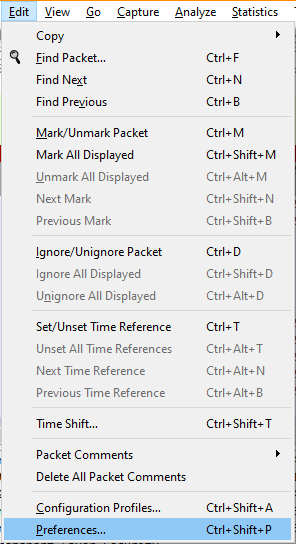 Edit View Go Capture Analyze Statistics
Copy
Find Packet... Ctrl+F
Find Next Ctrl+N
Find Previous Ctrl+B
Mark/Unmark Packet Ctrl+M
Mark All Displayed Ctrl+Shift+M
Unmark All Displayed Ctrl+Alt+M
Next Mark Ctrl+Shift+N
Previous Mark Ctrl+Shift+B
Ignore/Unignore Packet Ctrl+D
Ignore All Displayed Ctrl+Shift+D
Unignore All Displayed Ctrl+Alt+D
Set/Unset Time Reference Ctrl+T
Unset All Time References Ctrl+Alt+T
Next Time Reference Ctrl+Alt+N
Previous Time Reference Ctrl+Alt+B
Time Shift... Ctrl+Shift+T
Packet Comments
Delete All Packet Comments
Configuration Profiles... Ctrl+Shift+A
Preferences... Ctrl+Shift+P